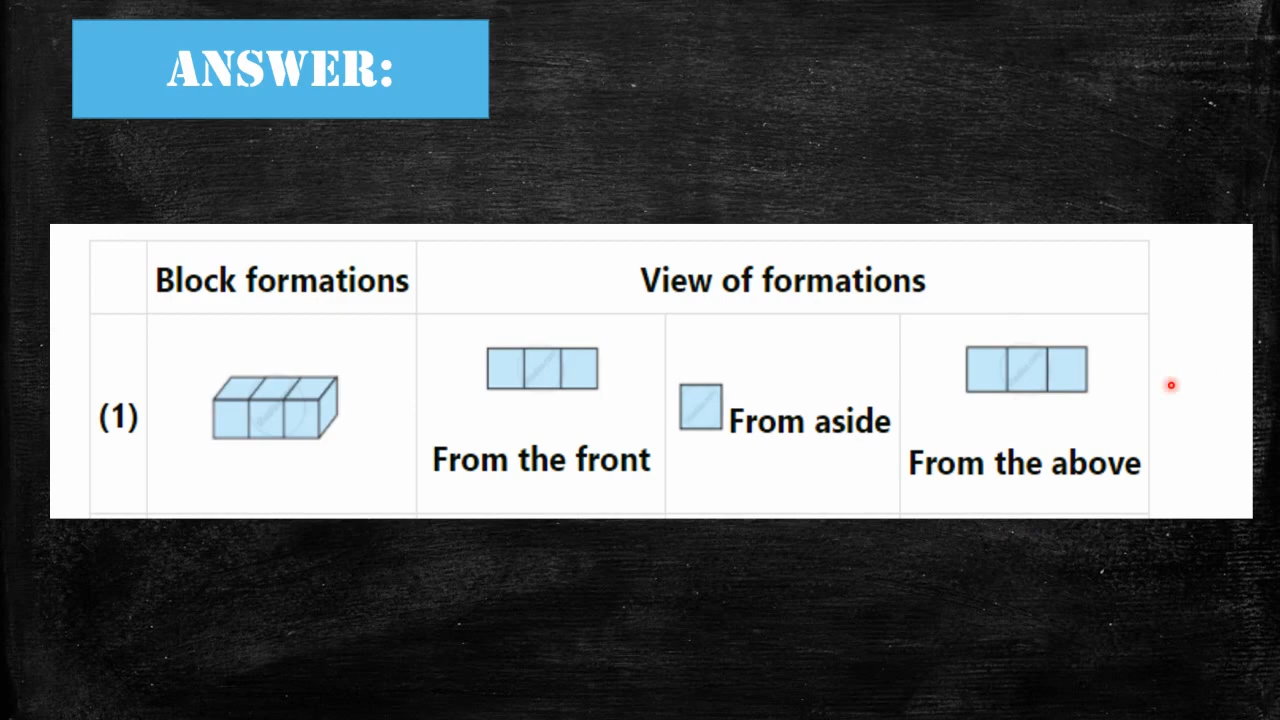 ANSWER:
Block formations
View of formations
(1)
From the front
From aside
From the above